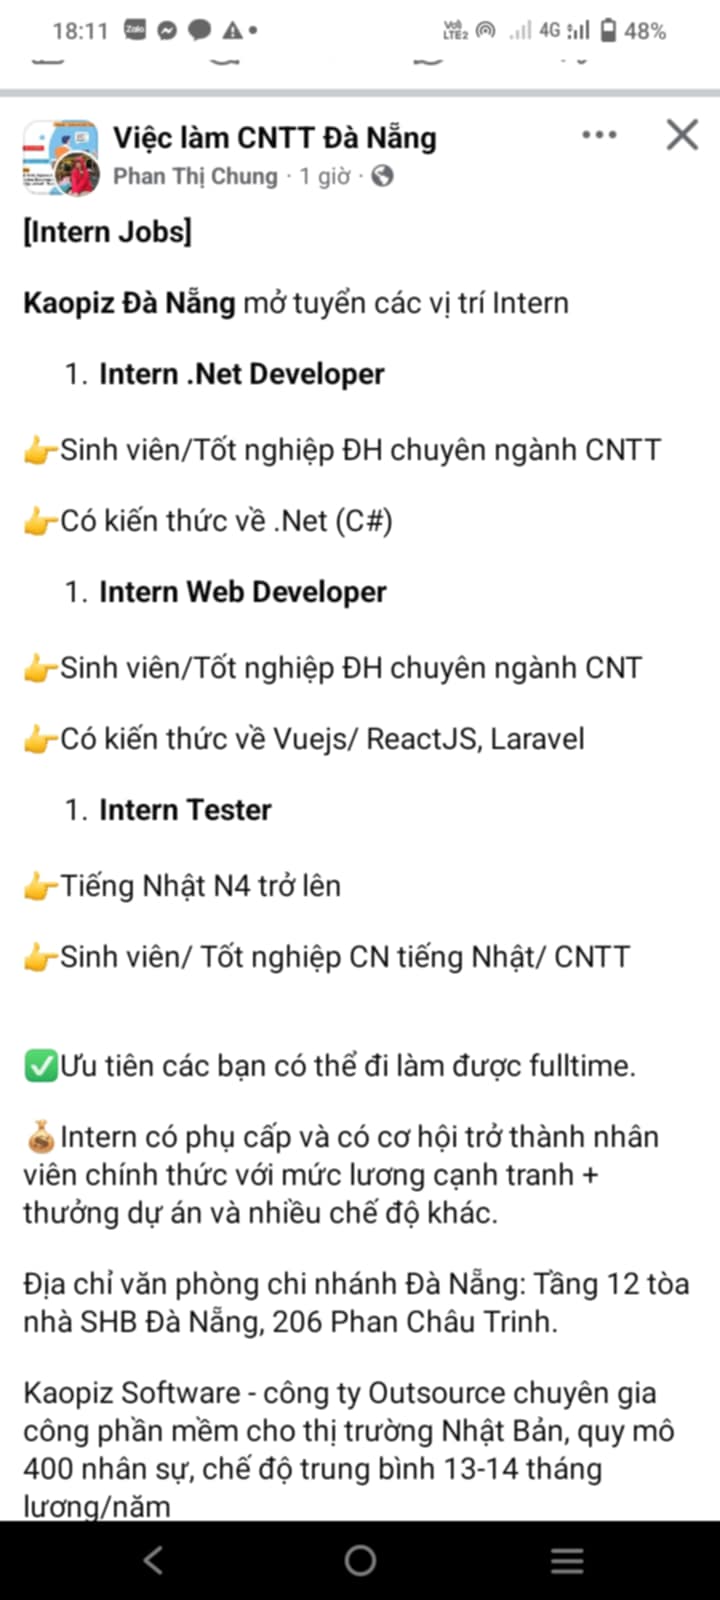 18:11
Zalo
Vo) LTE2
4G
48%
Việc làm CNTT Đà Nẵng
Phan Thị Chung · 1 giờ ·
[Intern Jobs]
Kaopiz Đà Nẵng mở tuyển các vị trí Intern
1. Intern .Net Developer
👉Sinh viên/Tốt nghiệp ĐH chuyên ngành CNTT
👉Có kiến thức về .Net (C#)
1. Intern Web Developer
👉Sinh viên/Tốt nghiệp ĐH chuyên ngành CNT
👉Có kiến thức về Vuejs/ ReactJS, Laravel
1. Intern Tester
👉Tiếng Nhật N4 trở lên
👉Sinh viên/ Tốt nghiệp CN tiếng Nhật/ CNTT
✅Ưu tiên các bạn có thể đi làm được fulltime.
💰Intern có phụ cấp và có cơ hội trở thành nhân
viên chính thức với mức lương cạnh tranh +
thưởng dự án và nhiều chế độ khác.
Địa chỉ văn phòng chi nhánh Đà Nẵng: Tầng 12 tòa
nhà SHB Đà Nẵng, 206 Phan Châu Trinh.
Kaopiz Software - công ty Outsource chuyên gia
công phần mềm cho thị trường Nhật Bản, quy mô
400 nhân sự, chế độ trung bình 13-14 tháng
lương/năm